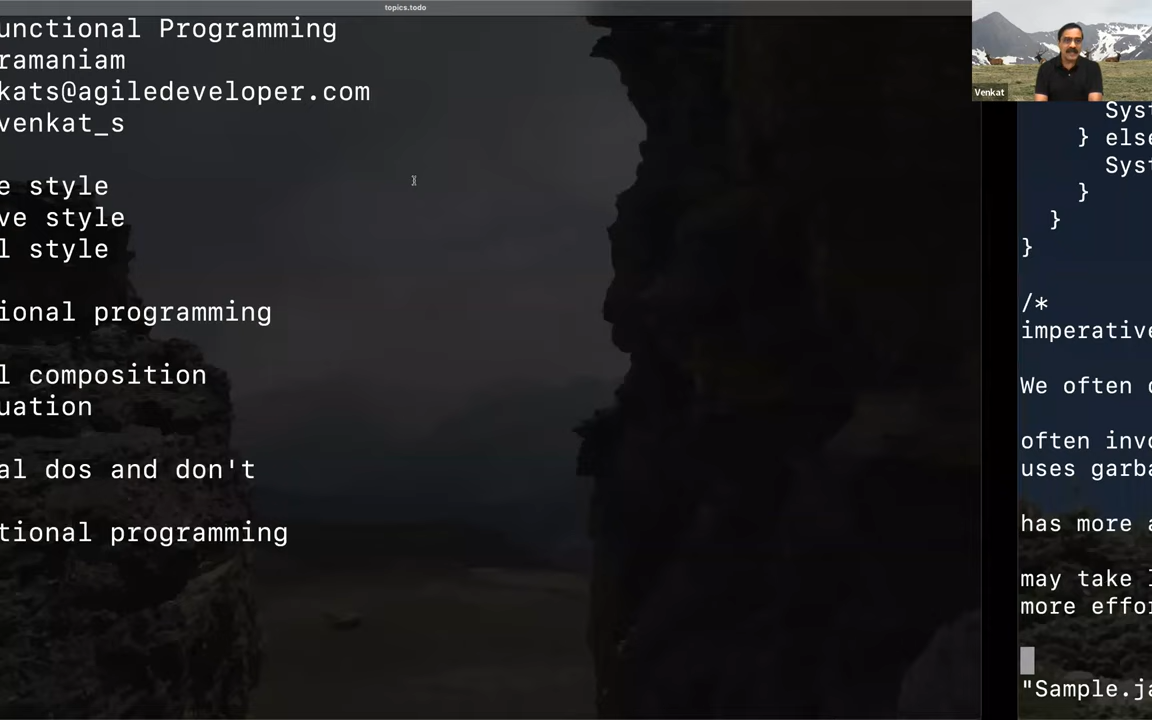 topics.todo
unctional Programming
ramaniam
kats@agiledeveloper.com
venkat_s
e style
ve style
l style
ional programming
l composition
uation
al dos and don't
tional programming
Venkat
Syst
} else
Syst
}
}
}
/*
imperative
We often
often invo
uses garba
has more a
may take l
more effor
"Sample.ja